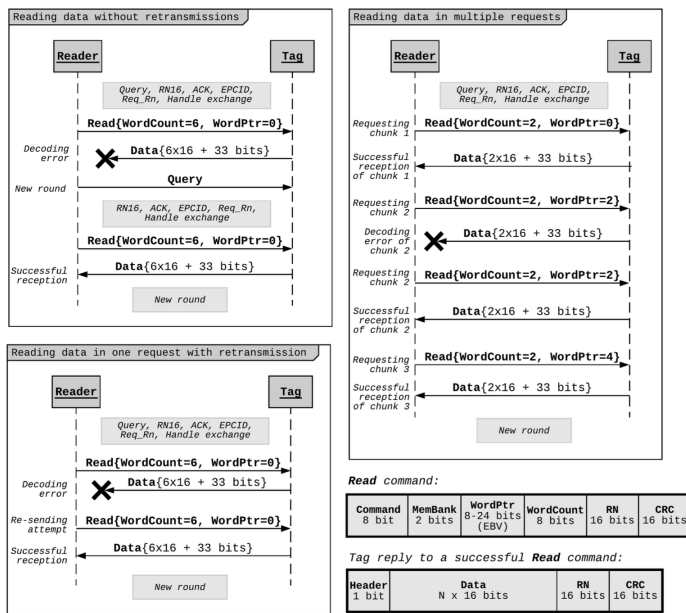 Reading data without retransmissions
Reader
Tag
Query, RN16, ACK, EPCID,
Req_Rn, Handle exchange
Read{WordCount=6, WordPtr=0}
Decoding
error
Data{6x16 + 33 bits}
New round
Query
RN16, ACK, EPCID, Req_Rn,
Handle exchange
Read{WordCount=6, WordPtr=0}
Successful
reception
Data{6x16 + 33 bits}
New round
Reading data in one request with retransmission
Reader
Tag
Query, RN16, ACK, EPCID,
Req_Rn, Handle exchange
Read{WordCount=6, WordPtr=0}
Decoding
error
Data{6x16 + 33 bits}
Re-sending
attempt
Read{WordCount=6, WordPtr=0}
Successful
reception
Data{6x16 + 33 bits}
New round
Reading data in multiple requests
Reader
Tag
Query, RN16, ACK, EPCID,
Req_Rn, Handle exchange
Requesting
chunk 1
Read{WordCount=2, WordPtr=0}
Successful
reception
of chunk 1
Data{2x16 + 33 bits}
Requesting
chunk 2
Read{WordCount=2, WordPtr=2}
Decoding
error of
chunk 2
Data{2x16 + 33 bits}
Requesting
chunk 2
Read{WordCount=2, WordPtr=2}
Successful
reception
of chunk 2
Data{2x16 + 33 bits}
Requesting
chunk 3
Read{WordCount=2, WordPtr=4}
Successful
reception
of chunk 3
Data{2x16 + 33 bits}
New round
Read command:
Command
8 bit
MemBank
2 bits
WordPtr
8-24 bits
(EBV)
WordCount
8 bits
RN
16 bits
CRC
16 bits
Tag reply to a successful Read command:
Header
1 bit
Data
N x 16 bits
RN
16 bits
CRC
16 bits